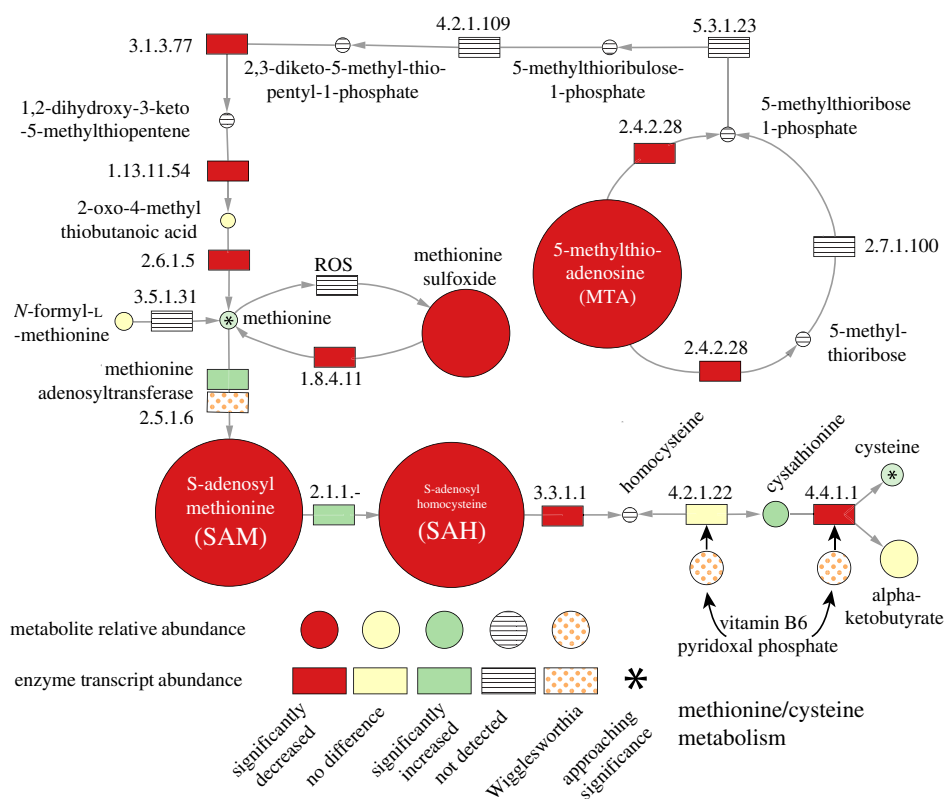 4.2.1.109
5.3.1.23
3.1.3.77
2,3-diketo-5-methyl-thio-
pentyl-1-phosphate
5-methylthioribulose-
1-phosphate
1,2-dihydroxy-3-keto
-5-methylthiopentene
5-methylthioribose
1-phosphate
2.4.2.28
1.13.11.54
2-oxo-4-methyl
thiobutanoic acid
2.6.1.5
5-methylthio-
adenosine
(MTA)
2.7.1.100
ROS
methionine
sulfoxide
3.5.1.31
N-formyl-L
-methionine
*
methionine
1.8.4.11
2.4.2.28
5-methyl-
thioribose
methionine
adenosyltransferase
2.5.1.6
S-adenosyl
methionine
(SAM)
2.1.1.-
S-adenosyl
homocysteine
(SAH)
3.3.1.1
homocysteine
4.2.1.22
cystathionine
4.4.1.1
cysteine
*
alpha-
ketobutyrate
vitamin B6
pyridoxal phosphate
metabolite relative abundance
enzyme transcript abundance
*
significantly
decreased
no difference
significantly
increased
not detected
Wigglesworthia
approaching
significance
methionine/cysteine
metabolism